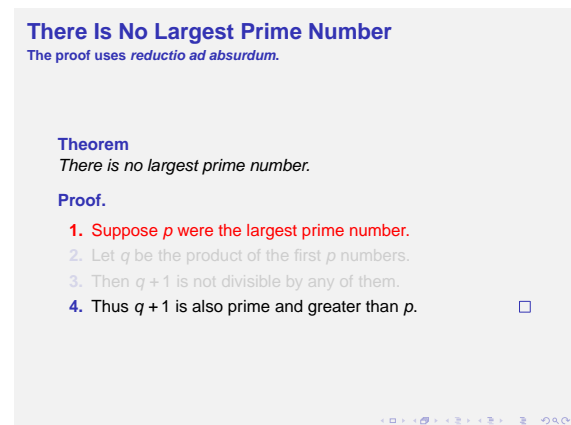 There Is No Largest Prime Number
The proof uses reductio ad absurdum.
Theorem
There is no largest prime number.
Proof.
1. Suppose p were the largest prime number.
2. Let q be the product of the first p numbers.
3. Then q + 1 is not divisible by any of them.
4. Thus q + 1 is also prime and greater than p.